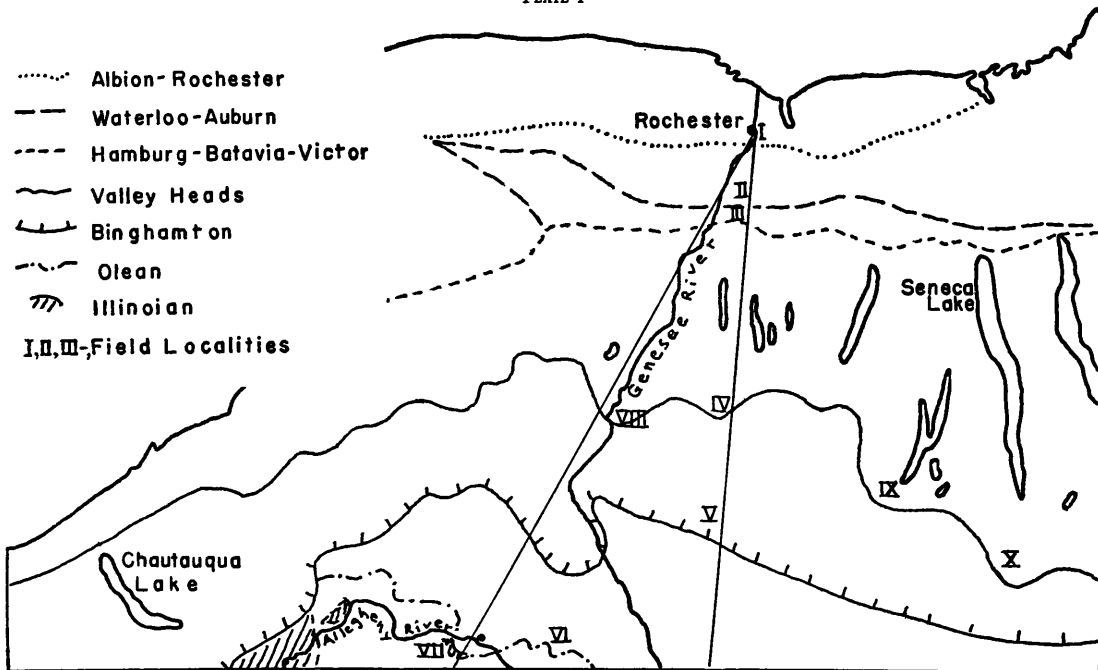 PLATE I
Albion-Rochester
Waterloo-Auburn
Hamburg-Batavia-Victor
Valley Heads
Binghamton
Olean
Illinoian
I,II,III-,Field Localities
Rochester
I
II
III
Genesee River
Seneca
Lake
VIII
IV
IX
V
X
Chautauqua
Lake
Allegheny River
VI
VII